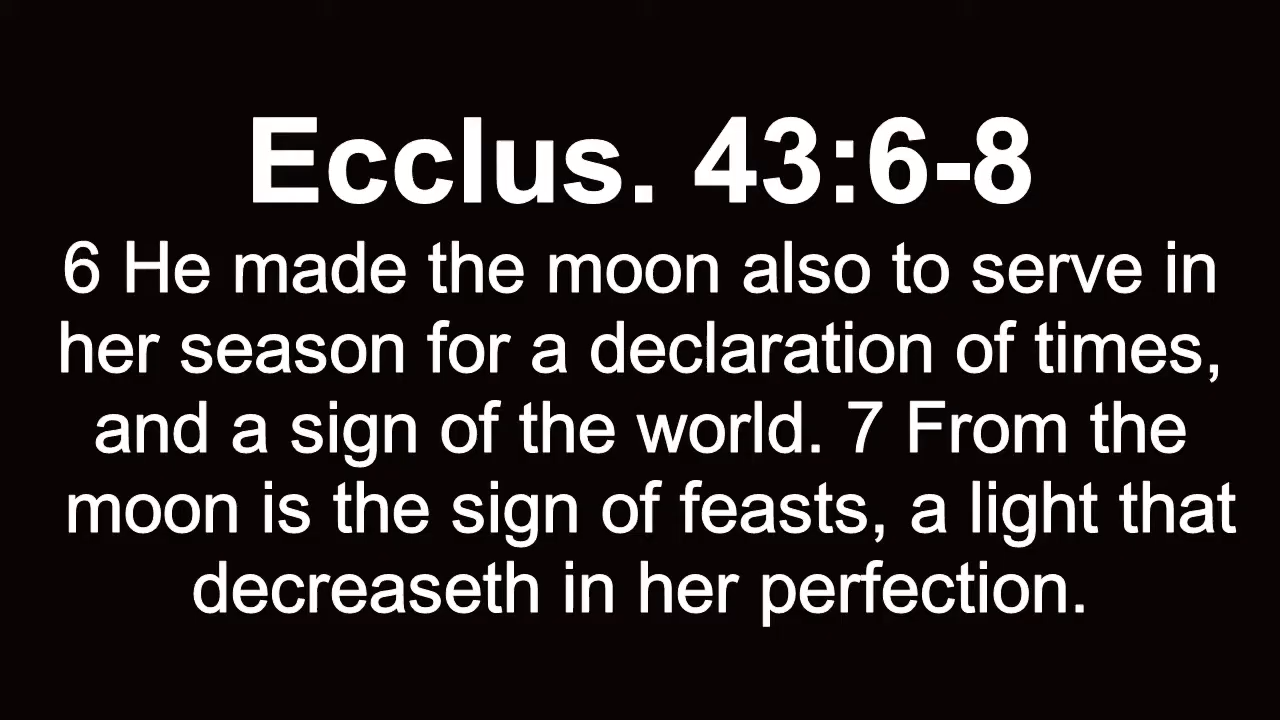 Ecclus. 43:6-8
6 He made the moon also to serve in
her season for a declaration of times,
and a sign of the world. 7 From the
moon is the sign of feasts, a light that
decreaseth in her perfection.